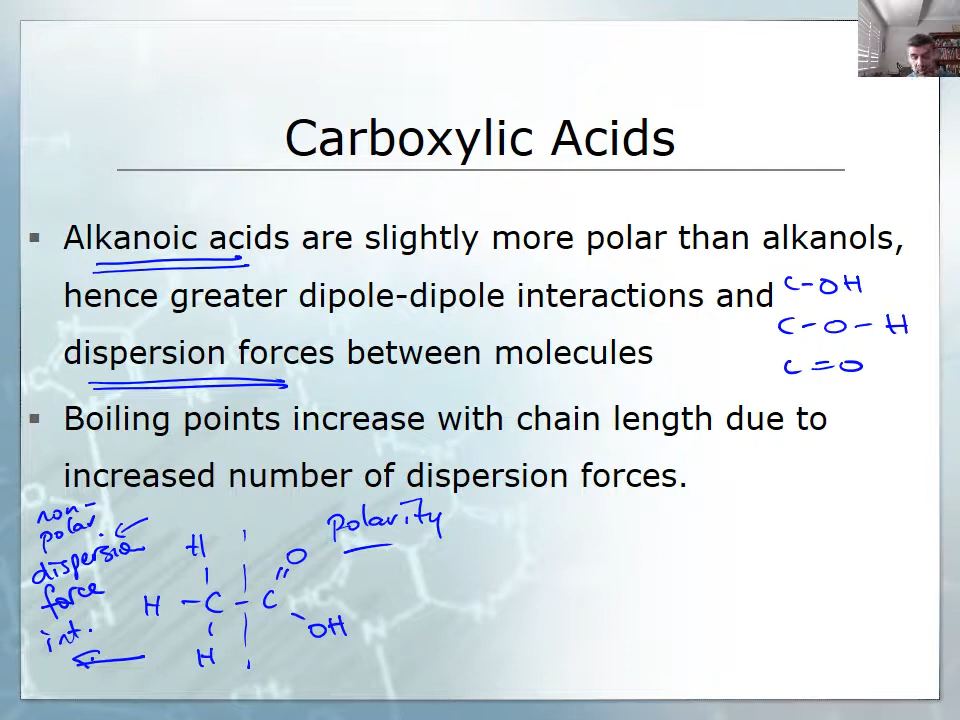 Carboxylic Acids
▪ Alkanoic acids are slightly more polar than alkanols,
hence greater dipole-dipole interactions and
dispersion forces between molecules
C-OH
C-O-H
C=O
▪ Boiling points increase with chain length due to
increased number of dispersion forces.
non-
polar
dispersion
force
int.
polarity
H
O
H - C - C
OH
H